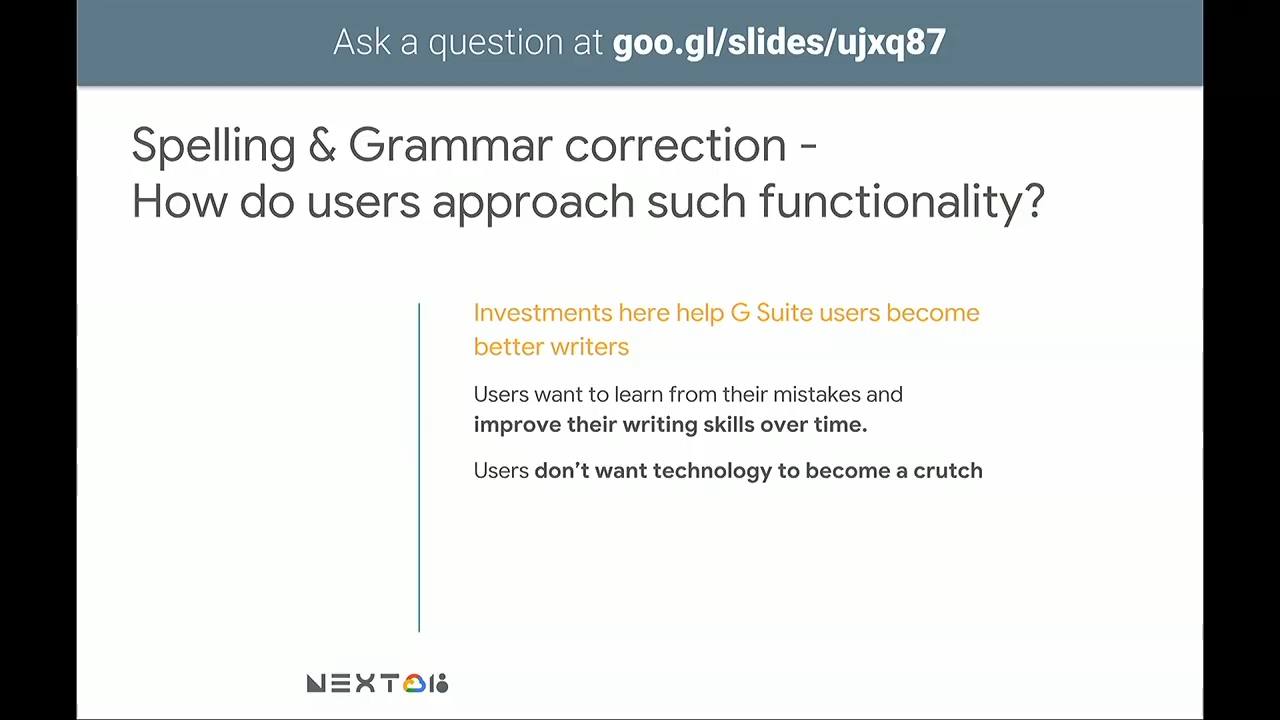 Ask a question at goo.gl/slides/ujxq87
Spelling & Grammar correction -
How do users approach such functionality?
Investments here help G Suite users become
better writers
Users want to learn from their mistakes and
improve their writing skills over time.
Users don’t want technology to become a crutch
NEXT18